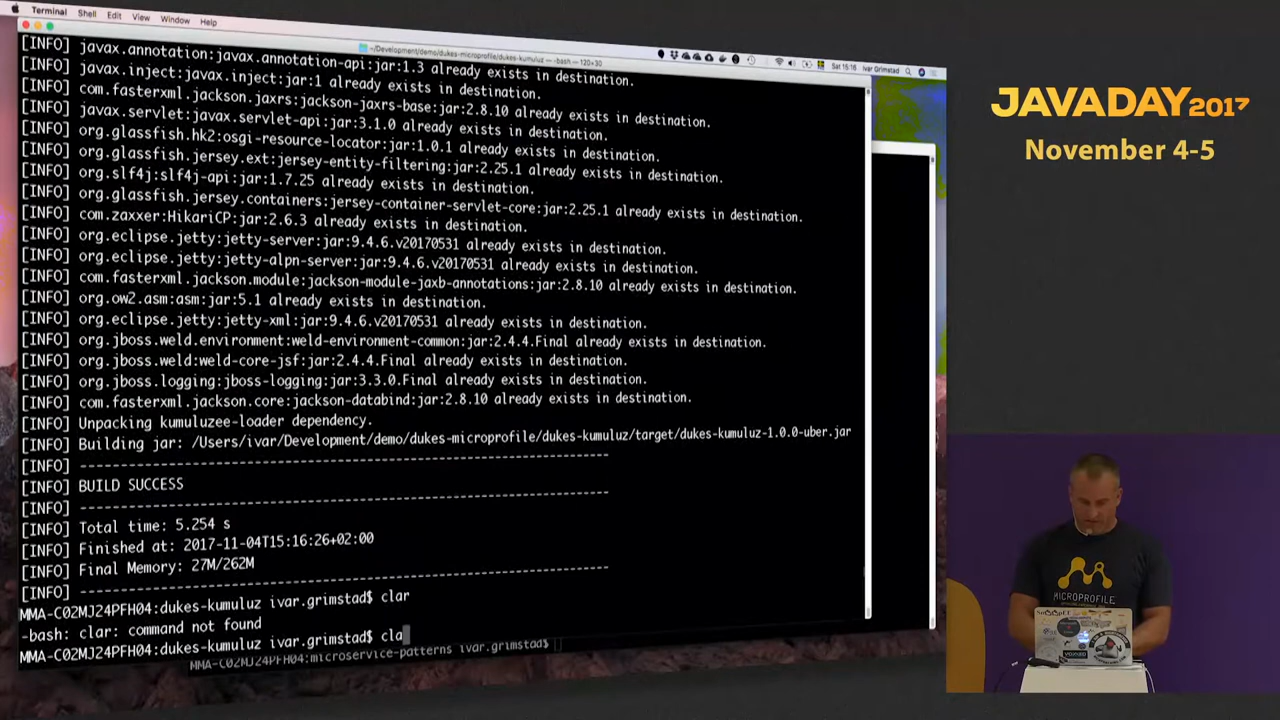 Terminal Shell Edit View Window Help
Sat 15:16 Ivar Grimstad
~/Development/demo/dukes-microprofile/dukes-kumuluz — -bash — 120×30
[INFO] javax.annotation:javax.annotation-api:jar:1.3 already exists in destination.
[INFO] javax.inject:javax.inject:jar:1 already exists in destination.
[INFO] com.fasterxml.jackson.jaxrs:jackson-jaxrs-base:jar:2.8.10 already exists in destination.
[INFO] javax.servlet:javax.servlet-api:jar:3.1.0 already exists in destination.
[INFO] org.glassfish.hk2:osgi-resource-locator:jar:1.0.1 already exists in destination.
[INFO] org.glassfish.jersey.ext:jersey-entity-filtering:jar:2.25.1 already exists in destination.
[INFO] org.slf4j:slf4j-api:jar:1.7.25 already exists in destination.
[INFO] org.glassfish.jersey.containers:jersey-container-servlet-core:jar:2.25.1 already exists in destination.
[INFO] com.zaxxer:HikariCP:jar:2.6.3 already exists in destination.
[INFO] org.eclipse.jetty:jetty-server:jar:9.4.6.v20170531 already exists in destination.
[INFO] org.eclipse.jetty:jetty-alpn-server:jar:9.4.6.v20170531 already exists in destination.
[INFO] com.fasterxml.jackson.module:jackson-module-jaxb-annotations:jar:2.8.10 already exists in destination.
[INFO] org.ow2.asm:asm:jar:5.1 already exists in destination.
[INFO] org.eclipse.jetty:jetty-xml:jar:9.4.6.v20170531 already exists in destination.
[INFO] org.jboss.weld.environment:weld-environment-common:jar:2.4.4.Final already exists in destination.
[INFO] org.jboss.weld:weld-core-jsf:jar:2.4.4.Final already exists in destination.
[INFO] org.jboss.logging:jboss-logging:jar:3.3.0.Final already exists in destination.
[INFO] com.fasterxml.jackson.core:jackson-databind:jar:2.8.10 already exists in destination.
[INFO] Unpacking kumuluzee-loader dependency.
[INFO] Building jar: /Users/ivar/Development/demo/dukes-microprofile/dukes-kumuluz/target/dukes-kumuluz-1.0.0-uber.jar
[INFO] ------------------------------------------------------------------------
[INFO] BUILD SUCCESS
[INFO] ------------------------------------------------------------------------
[INFO] Total time: 5.254 s
[INFO] Finished at: 2017-11-04T15:16:26+02:00
[INFO] Final Memory: 27M/262M
[INFO] ------------------------------------------------------------------------
MMA-C02MJ24PFH04:dukes-kumuluz ivar.grimstad$ clar
-bash: clar: command not found
MMA-C02MJ24PFH04:dukes-kumuluz ivar.grimstad$ cla
MMA-C02MJ24PFH04:microservice-patterns ivar.grimstad$
JAVADAY2017
November 4-5
MICROPROFILE